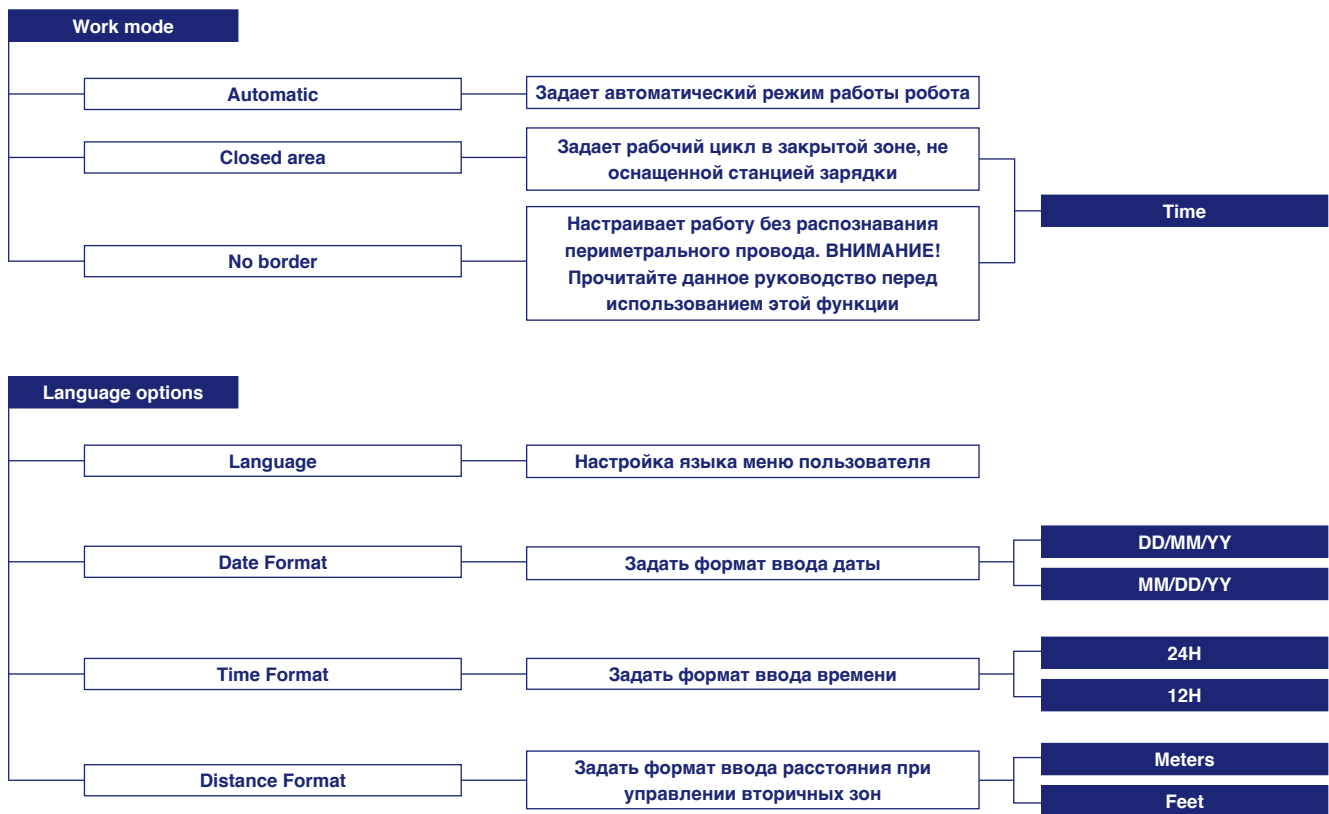 Work mode
Automatic
Задает автоматический режим работы робота
Closed area
Задает рабочий цикл в закрытой зоне, не
оснащенной станцией зарядки
Time
No border
Настраивает работу без распознавания
периметрального провода. ВНИМАНИЕ!
Прочитайте данное руководство перед
использованием этой функции
Language options
Language
Настройка языка меню пользователя
Date Format
Задать формат ввода даты
DD/MM/YY
MM/DD/YY
Time Format
Задать формат ввода времени
24H
12H
Distance Format
Задать формат ввода расстояния при
управлении вторичных зон
Meters
Feet